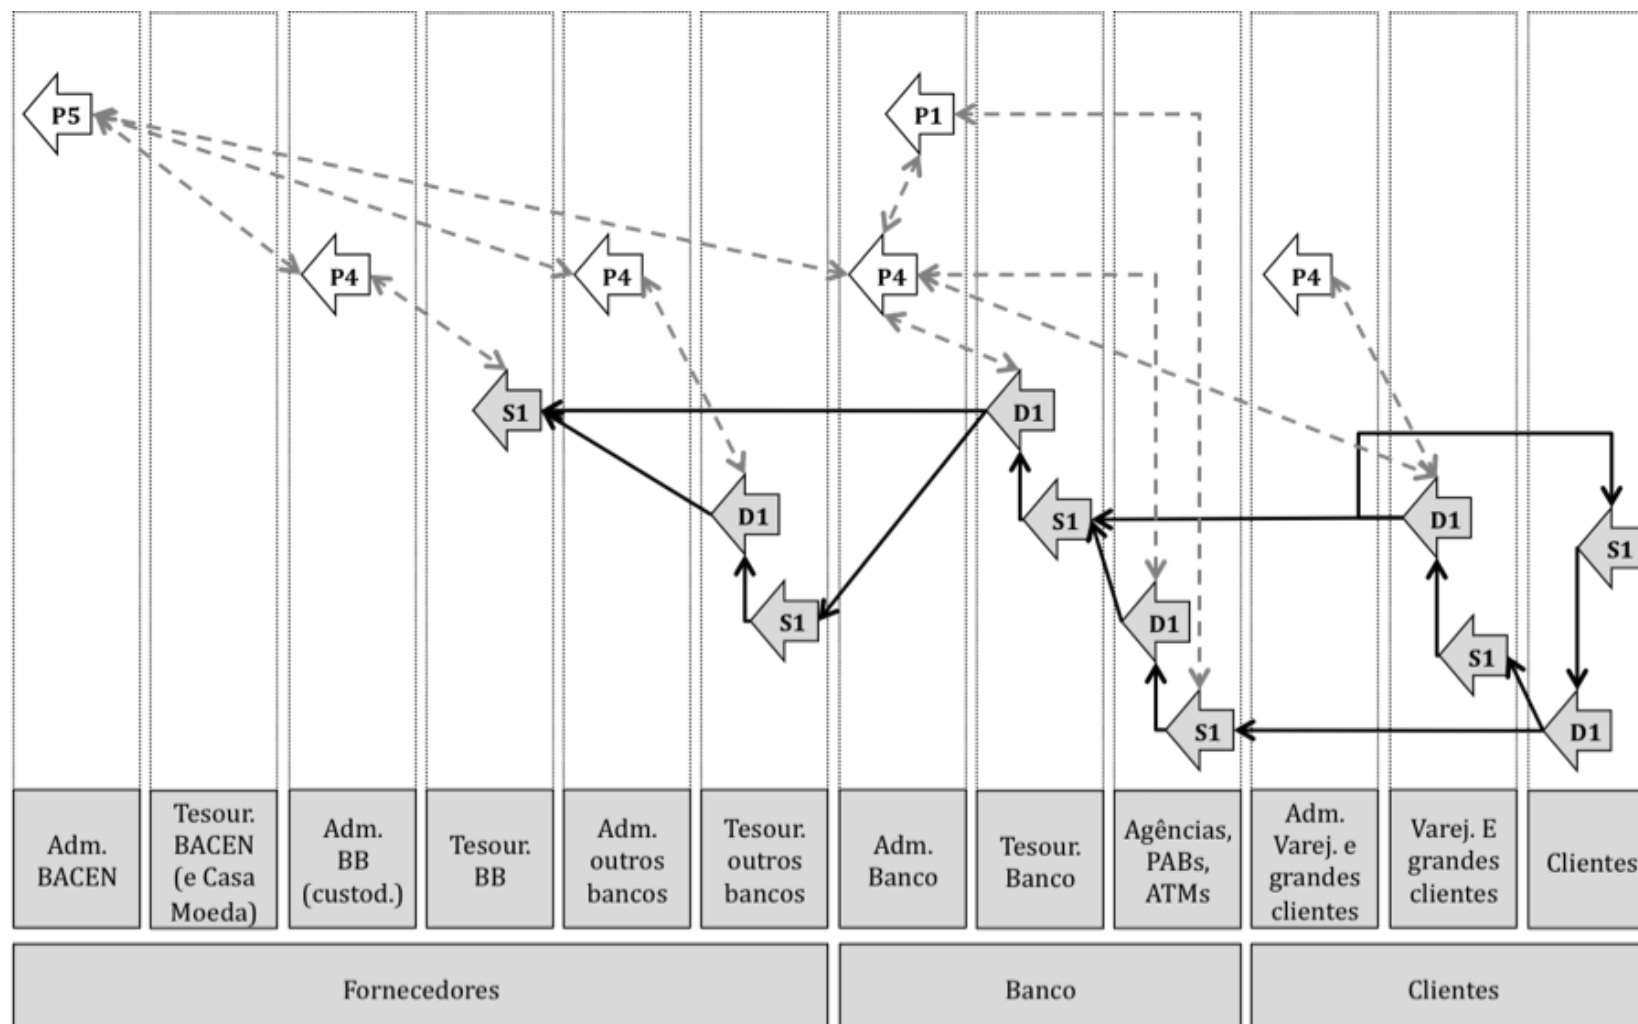 P5
P1
P4
P4
P4
P4
S1
D1
D1
S1
D1
S1
S1
D1
S1
S1
D1
Adm.
BACEN
Tesour.
BACEN
(e Casa
Moeda)
Adm.
BB
(custod.)
Tesour.
BB
Adm.
outros
bancos
Tesour.
outros
bancos
Adm.
Banco
Tesour.
Banco
Agências,
PABs,
ATMs
Adm.
Varej. e
grandes
clientes
Varej. E
grandes
clientes
Clientes
Fornecedores
Banco
Clientes